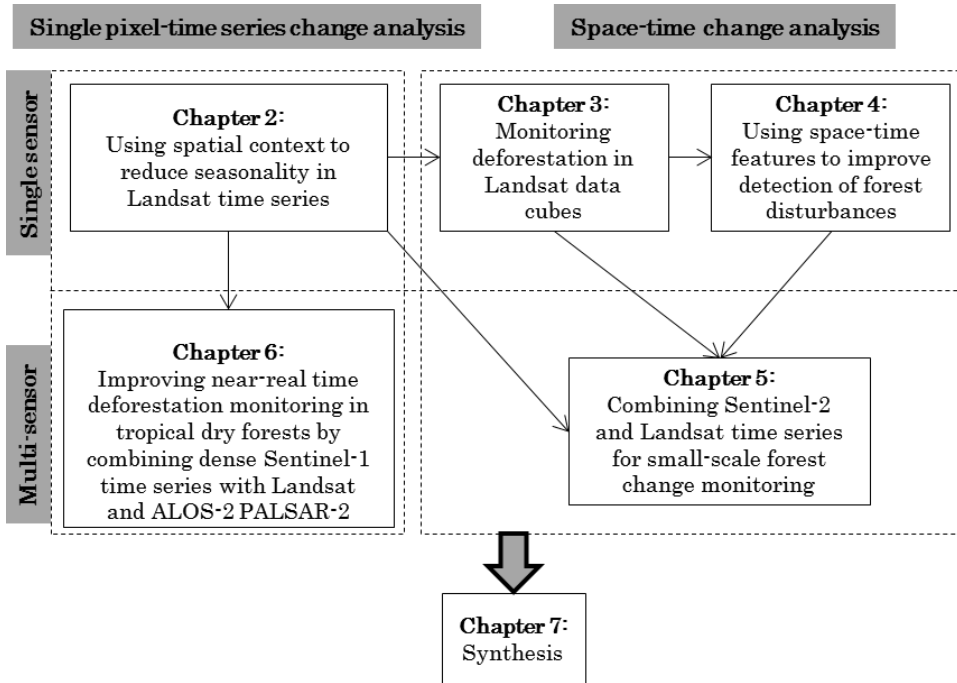 Single pixel-time series change analysis
Space-time change analysis
Single sensor
Chapter 2:
Using spatial context to
reduce seasonality in
Landsat time series
Chapter 3:
Monitoring
deforestation in
Landsat data
cubes
Chapter 4:
Using space-time
features to improve
detection of forest
disturbances
Multi-sensor
Chapter 6:
Improving near-real time
deforestation monitoring in
tropical dry forests by
combining dense Sentinel-1
time series with Landsat
and ALOS-2 PALSAR-2
Chapter 5:
Combining Sentinel-2
and Landsat time series
for small-scale forest
change monitoring
Chapter 7:
Synthesis